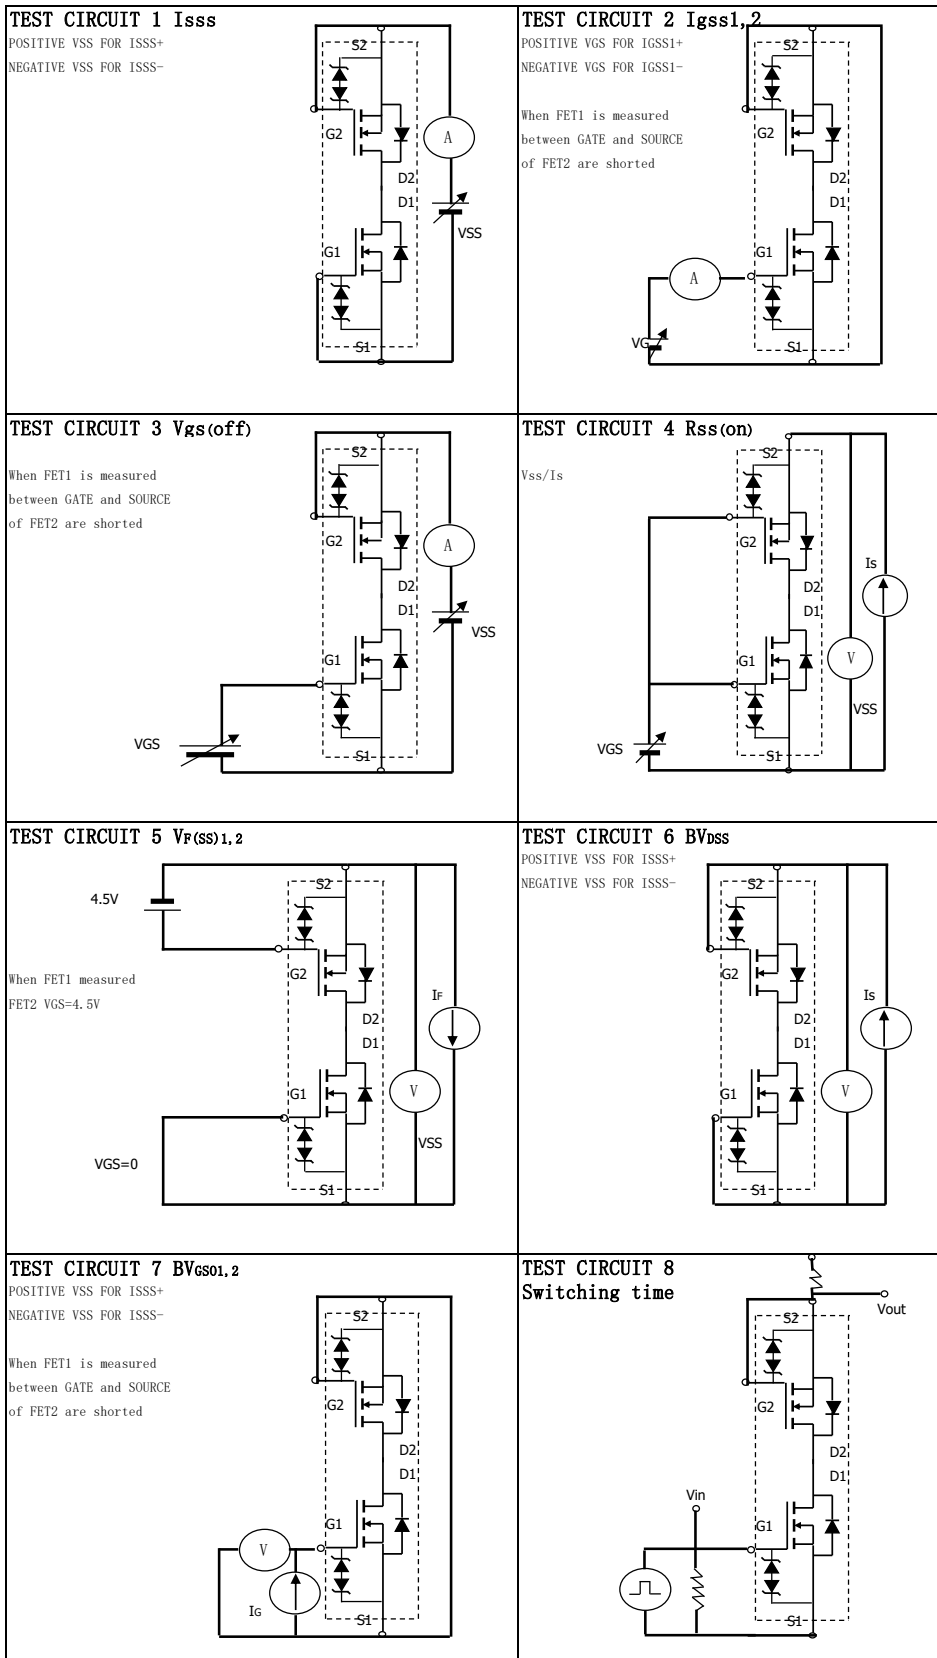 TEST CIRCUIT 1 Isss
POSITIVE VSS FOR ISSS+
NEGATIVE VSS FOR ISSS-
S2
G2
A
D2
D1
VSS
G1
S1
TEST CIRCUIT 2 Igss1,2
POSITIVE VGS FOR IGSS1+
NEGATIVE VGS FOR IGSS1-
When FET1 is measured
between GATE and SOURCE
of FET2 are shorted
S2
G2
D2
D1
G1
A
VG
S1
TEST CIRCUIT 3 Vgs(off)
When FET1 is measured
between GATE and SOURCE
of FET2 are shorted
S2
G2
A
D2
D1
VSS
G1
VGS
S1
TEST CIRCUIT 4 Rss(on)
Vss/Is
S2
G2
Is
D2
D1
G1
V
VSS
VGS
S1
TEST CIRCUIT 5 VF(SS)1,2
4.5V
When FET1 measured
FET2 VGS=4.5V
S2
G2
IF
D2
D1
G1
V
VSS
VGS=0
S1
TEST CIRCUIT 6 BVDSS
POSITIVE VSS FOR ISSS+
NEGATIVE VSS FOR ISSS-
S2
G2
Is
D2
D1
G1
V
S1
TEST CIRCUIT 7 BVGSO1,2
POSITIVE VSS FOR ISSS+
NEGATIVE VSS FOR ISSS-
When FET1 is measured
between GATE and SOURCE
of FET2 are shorted
S2
G2
D2
D1
G1
V
IG
S1
TEST CIRCUIT 8
Switching time
Vout
S2
G2
D2
D1
Vin
G1
S1